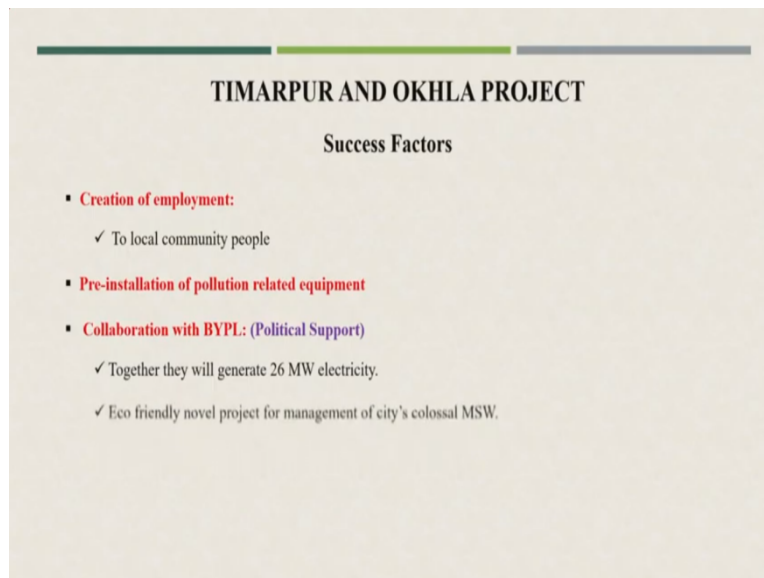 TIMARPUR AND OKHLA PROJECT
Success Factors
▪ Creation of employment:
✓ To local community people
▪ Pre-installation of pollution related equipment
▪ Collaboration with BYPL: (Political Support)
✓ Together they will generate 26 MW electricity.
✓ Eco friendly novel project for management of city's colossal MSW.